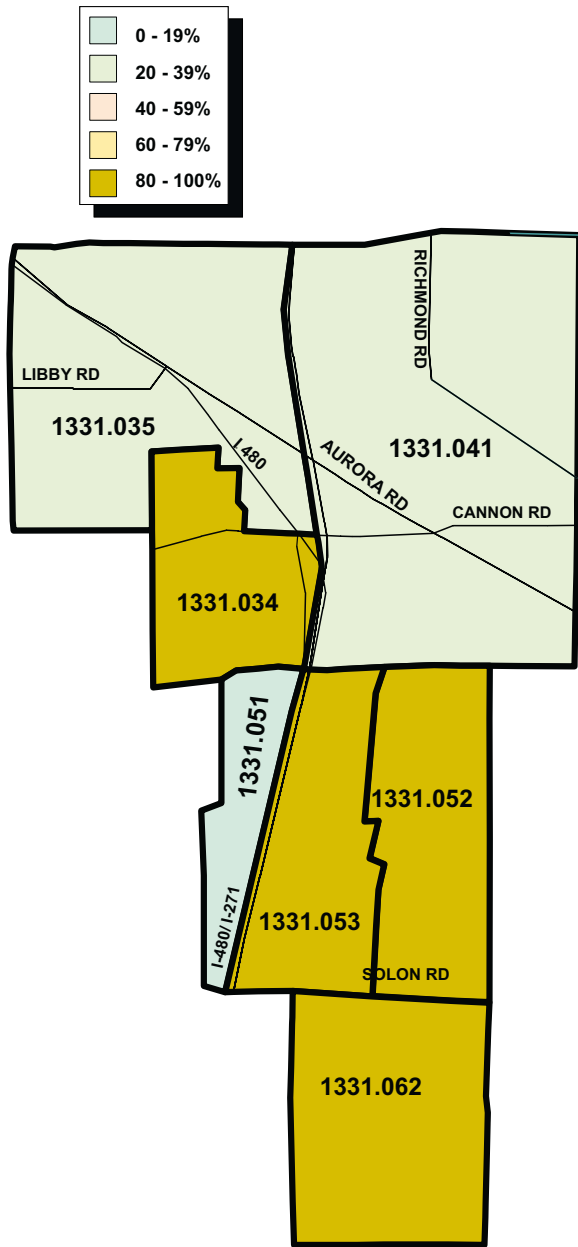 0 - 19%
20 - 39%
40 - 59%
60 - 79%
80 - 100%
RICHMOND RD
LIBBY RD
1331.035
I 480
AURORA RD
1331.041
CANNON RD
1331.034
1331.051
1331.052
I-480/ I-271
1331.053
SOLON RD
1331.062